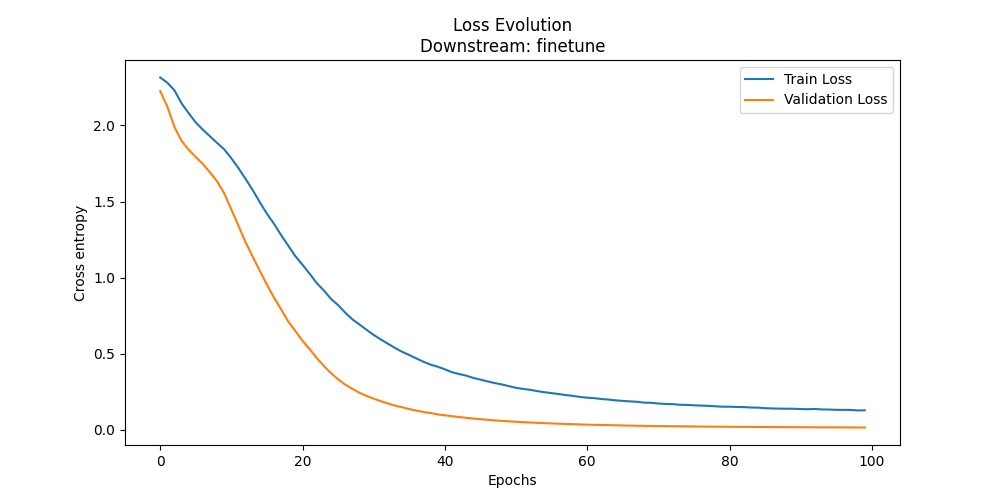 Loss Evolution
Downstream: finetune
Train Loss
Validation Loss
Cross entropy
2.0
1.5
1.0
0.5
0.0
0 20 40 60 80 100
Epochs